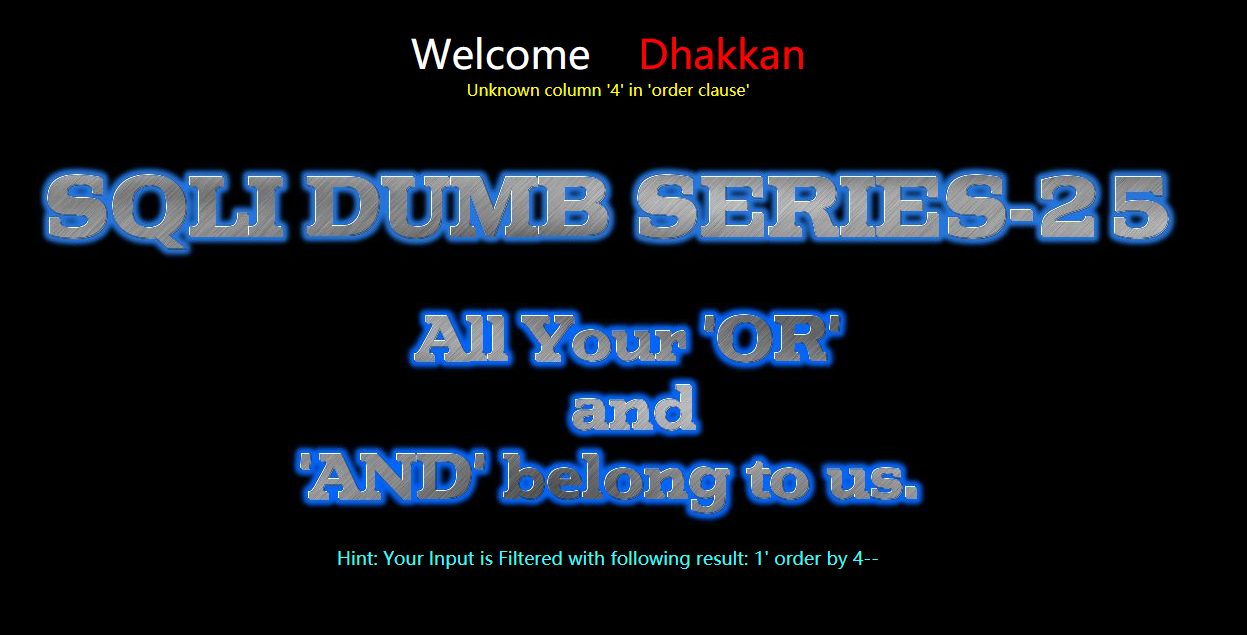 Welcome Dhakkan
Unknown column '4' in 'order clause'
SQLI DUMB SERIES-25
All Your 'OR'
and
'AND' belong to us.
Hint: Your Input is Filtered with following result: 1' order by 4--